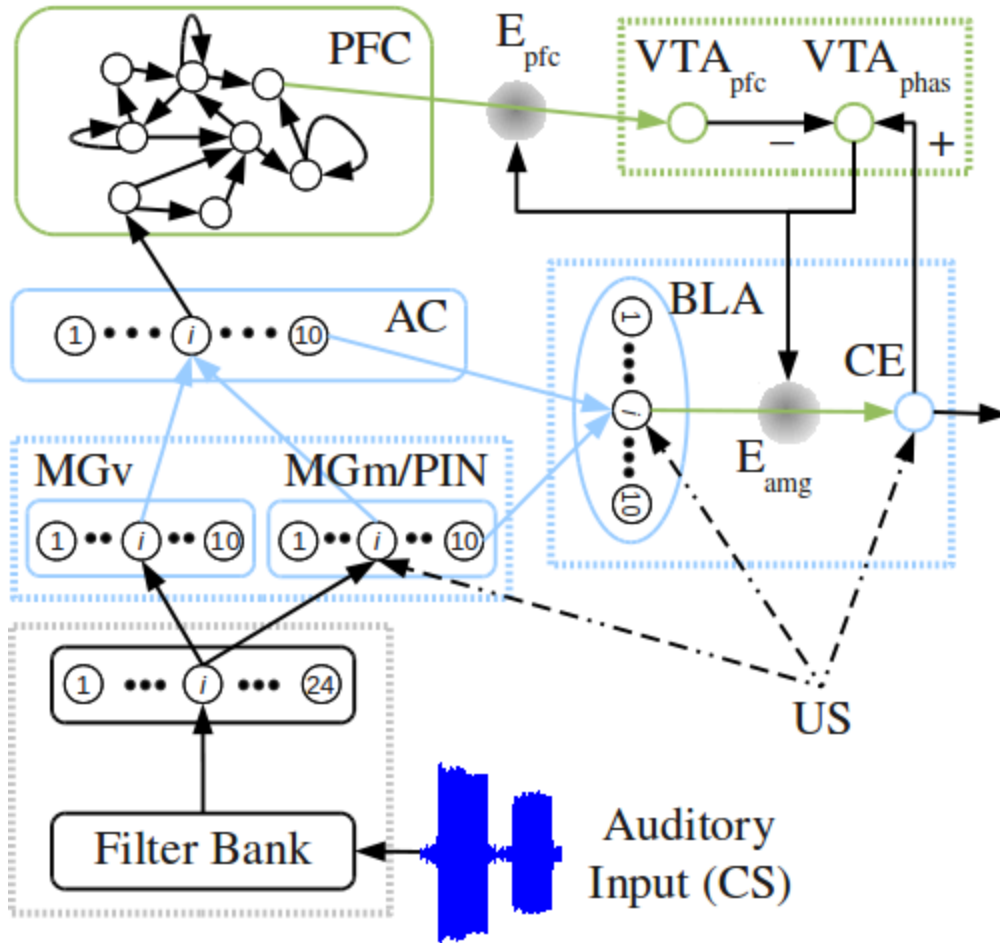 PFC
E
pfc
VTA
pfc
VTA
phas
−
+
1 i 10
AC
BLA
1
i
10
CE
E
amg
MGv
MGm/PIN
1 i 10
1 i 10
1 i 24
US
Filter Bank
Auditory
Input (CS)